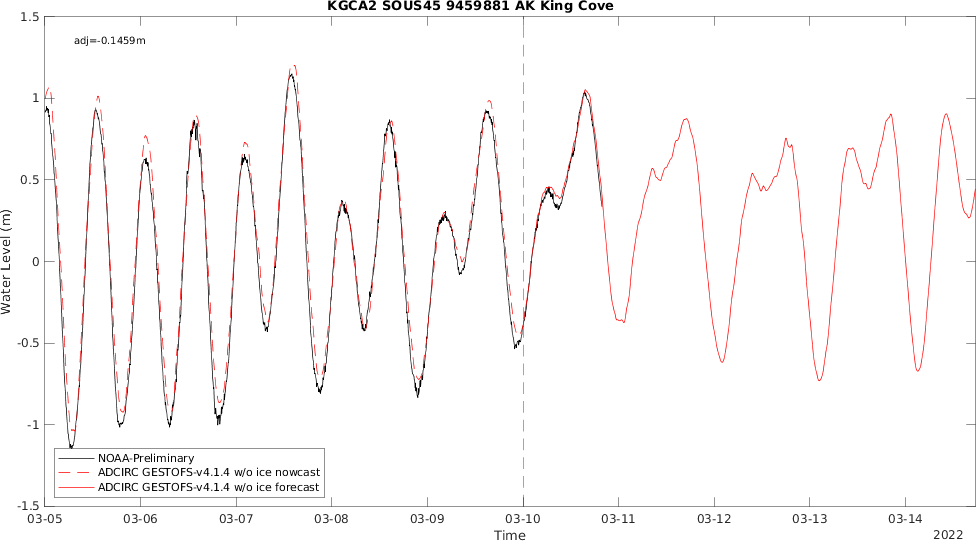 KGCA2 SOUS45 9459881 AK King Cove
adj=-0.1459m
1.5
1
0.5
0
-0.5
-1
-1.5
Water Level (m)
NOAA-Preliminary
ADCIRC GESTOFS-v4.1.4 w/o ice nowcast
ADCIRC GESTOFS-v4.1.4 w/o ice forecast
03-05 03-06 03-07 03-08 03-09 03-10 03-11 03-12 03-13 03-14
Time
2022